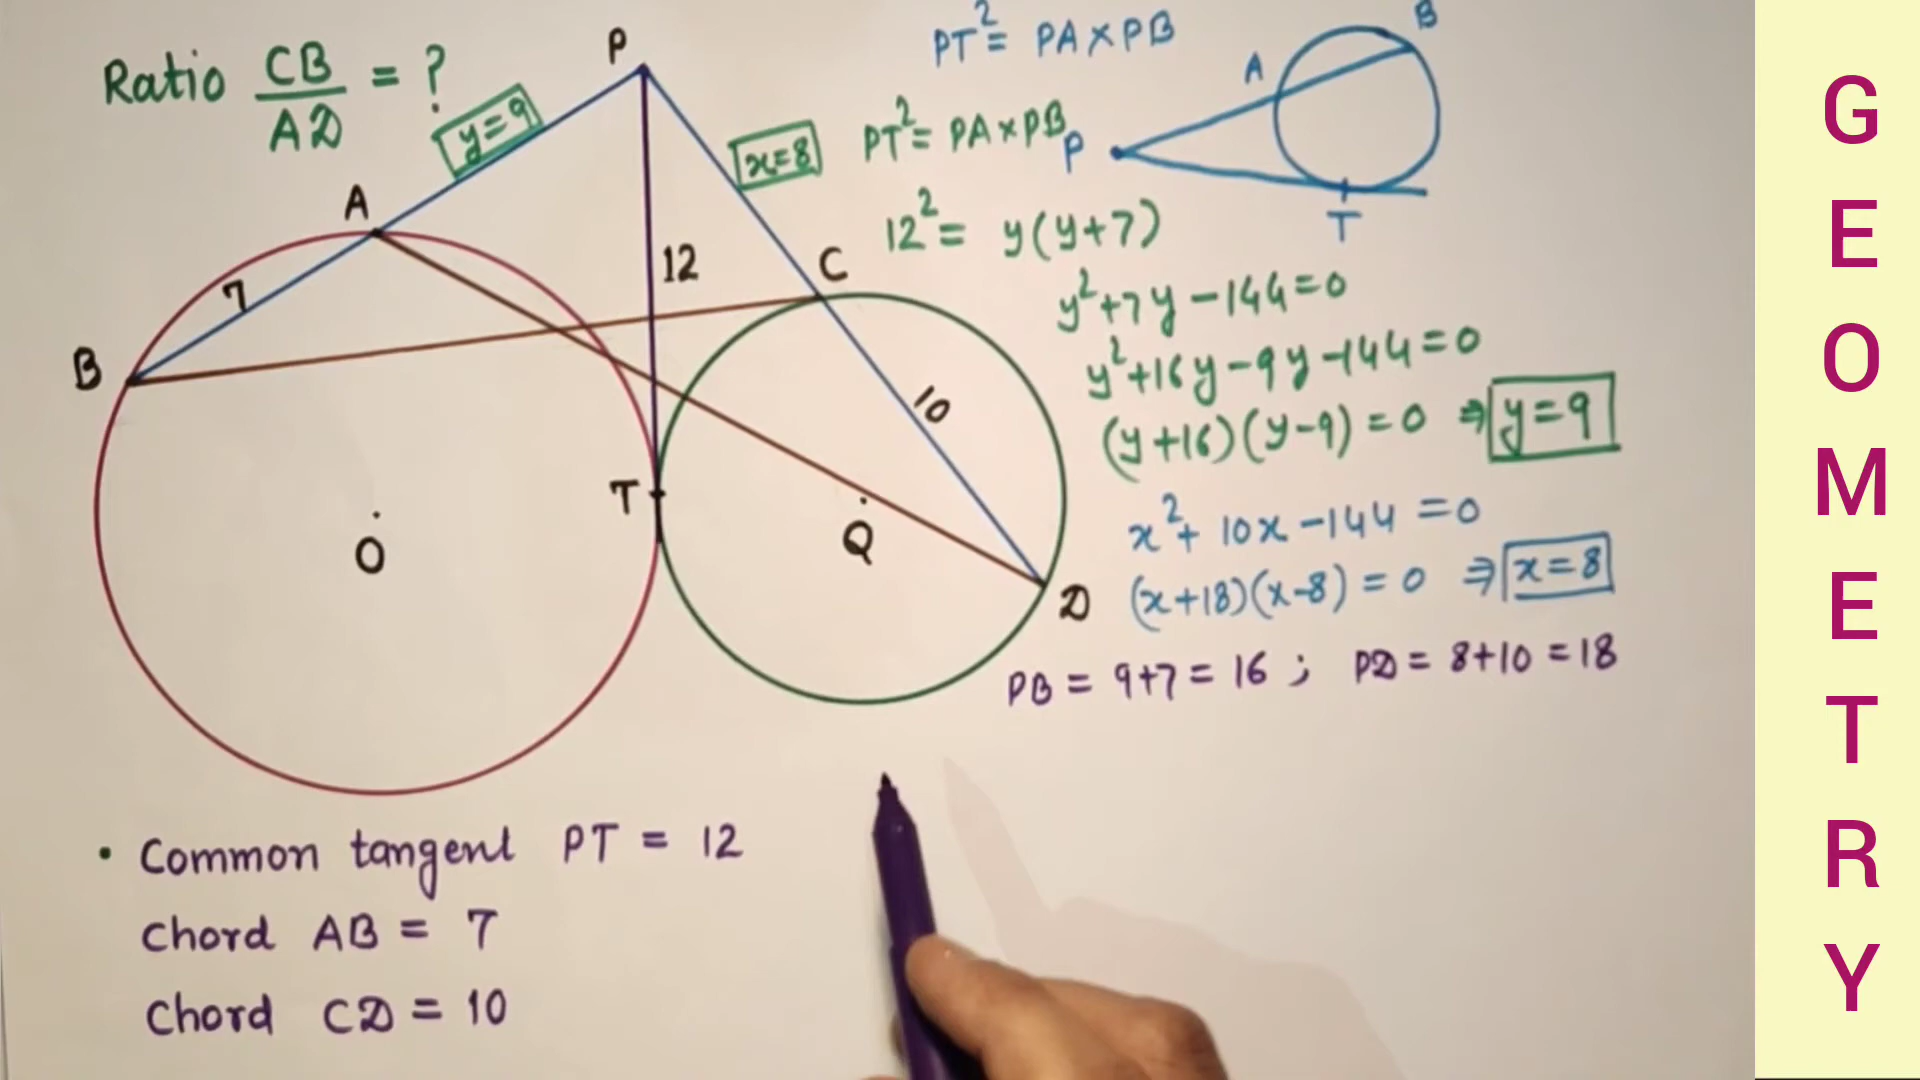 Ratio CB/AD = ?
P
y=9
x=8
A
7
12
C
B
10
T
O
Q
D
PT² = PA×PB
A
B
P
T
PT² = PA×PB
12² = y(y+7)
y²+7y-144=0
y²+16y-9y-144=0
(y+16)(y-9)=0 ⇒ y=9
x²+10x-144=0
(x+18)(x-8)=0 ⇒ x=8
PB = 9+7 = 16 ; PD = 8+10 = 18
• Common tangent PT = 12
Chord AB = 7
Chord CD = 10
G
E
O
M
E
T
R
Y